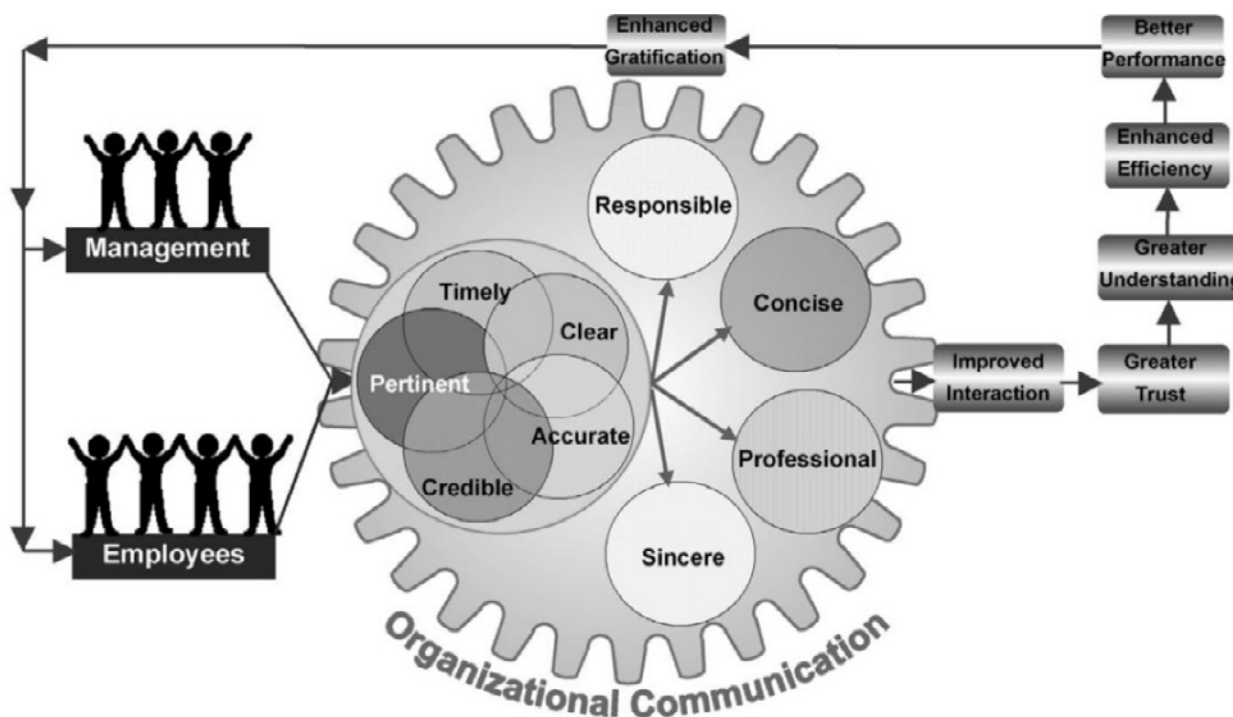 Enhanced
Gratification
Better
Performance
Enhanced
Efficiency
Greater
Understanding
Management
Employees
Timely
Clear
Pertinent
Accurate
Credible
Responsible
Concise
Professional
Sincere
Improved
Interaction
Greater
Trust
Organizational Communication